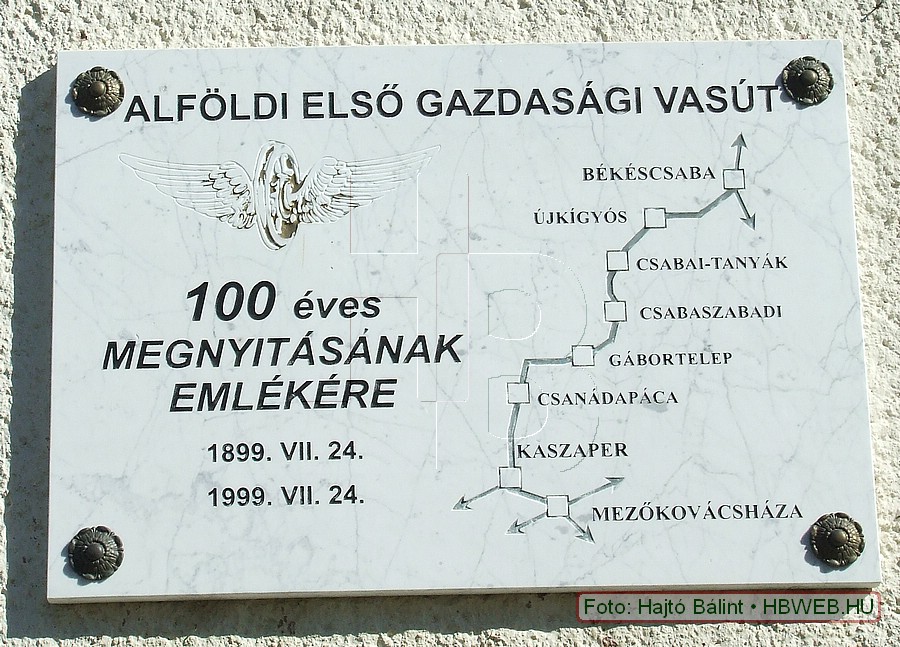 ALFÖLDI ELSŐ GAZDASÁGI VASÚT
100 éves
MEGNYITÁSÁNAK
EMLÉKÉRE
1899. VII. 24.
1999. VII. 24.
BÉKÉSCSABA
ÚJKÍGYÓS
CSABAI-TANYÁK
CSABASZABADI
GÁBORTELEP
CSANÁDAPÁCA
KASZAPER
MEZŐKOVÁCSHÁZA
Foto: Hajtó Bálint • HBWEB.HU